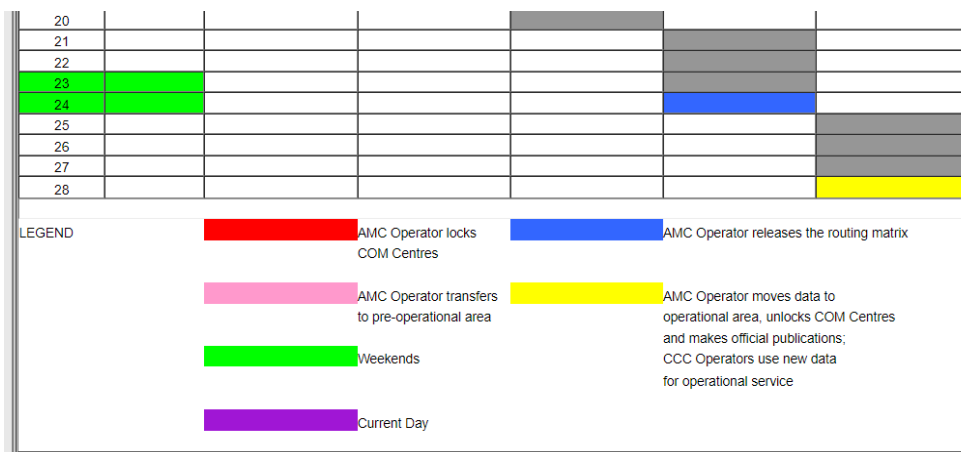 20
21
22
23
24
25
26
27
28
LEGEND
AMC Operator locks
COM Centres
AMC Operator releases the routing matrix
AMC Operator transfers
to pre-operational area
AMC Operator moves data to
operational area, unlocks COM Centres
and makes official publications;
CCC Operators use new data
for operational service
Weekends
Current Day